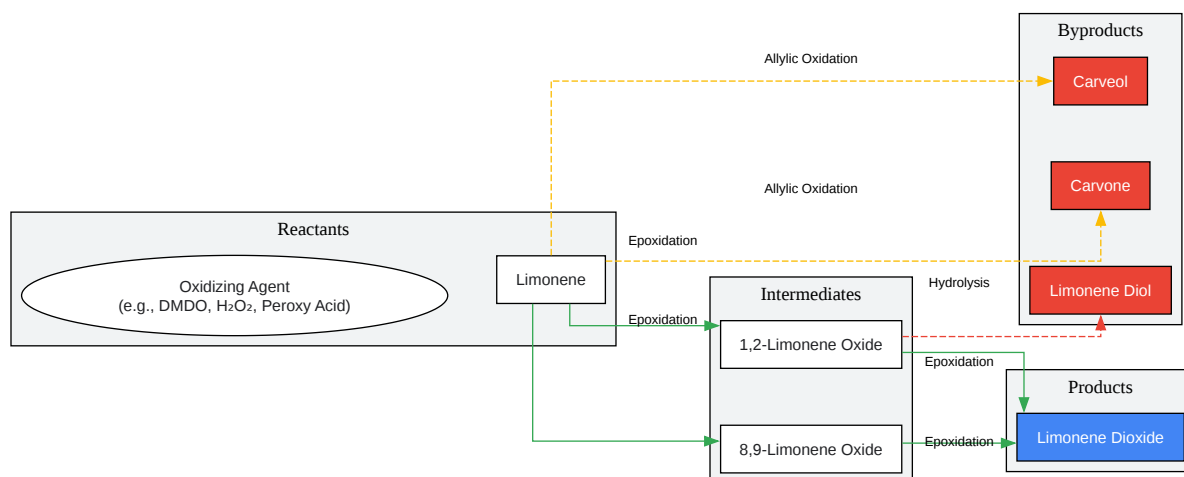 Byproducts
Allylic Oxidation
Carveol
Allylic Oxidation
Carvone
Reactants
Epoxidation
Oxidizing Agent
(e.g., DMDO, H₂O₂, Peroxy Acid)
Limonene
Hydrolysis
Limonene Diol
Intermediates
Epoxidation
1,2-Limonene Oxide
Epoxidation
Products
8,9-Limonene Oxide
Epoxidation
Limonene Dioxide